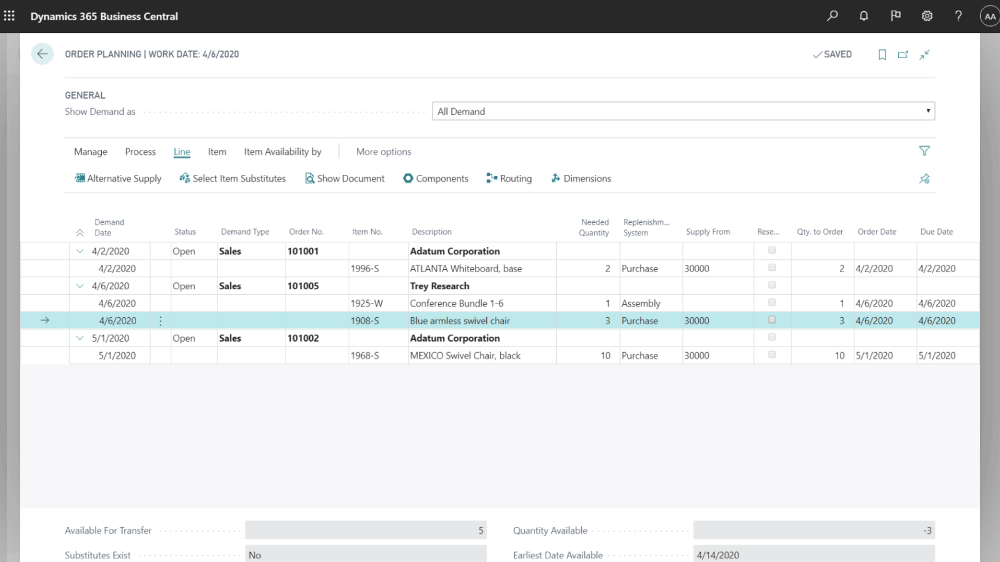 Dynamics 365 Business Central
AA
ORDER PLANNING | WORK DATE: 4/6/2020
SAVED
GENERAL
Show Demand as
All Demand
Manage Process Line Item Item Availability by More options
Alternative Supply Select Item Substitutes Show Document Components Routing Dimensions
Demand Date Status Demand Type Order No. Item No. Description Needed Quantity Replenishm... System Supply From Rese... Qty. to Order Order Date Due Date
4/2/2020 Open Sales 101001 Adatum Corporation
4/2/2020 1996-S ATLANTA Whiteboard, base 2 Purchase 30000 2 4/2/2020 4/2/2020
4/6/2020 Open Sales 101005 Trey Research
4/6/2020 1925-W Conference Bundle 1-6 1 Assembly 1 4/6/2020 4/6/2020
4/6/2020 1908-S Blue armless swivel chair 3 Purchase 30000 3 4/6/2020 4/6/2020
5/1/2020 Open Sales 101002 Adatum Corporation
5/1/2020 1968-S MEXICO Swivel Chair, black 10 Purchase 30000 10 5/1/2020 5/1/2020
Available For Transfer 5 Quantity Available -3
Substitutes Exist No Earliest Date Available 4/14/2020